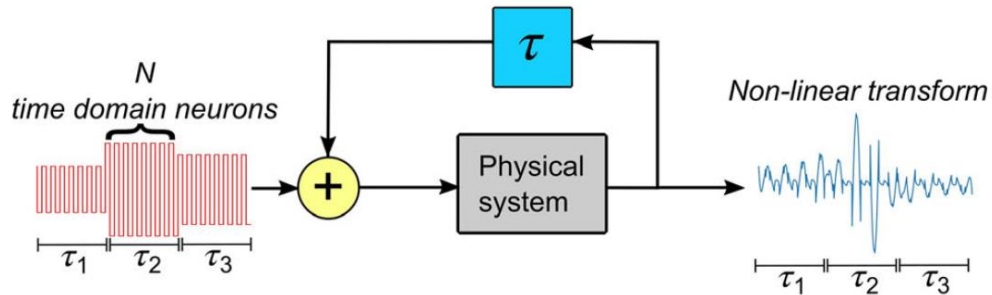 N
time domain neurons
τ₁ τ₂ τ₃
τ
+
Physical
system
Non-linear transform
τ₁ τ₂ τ₃